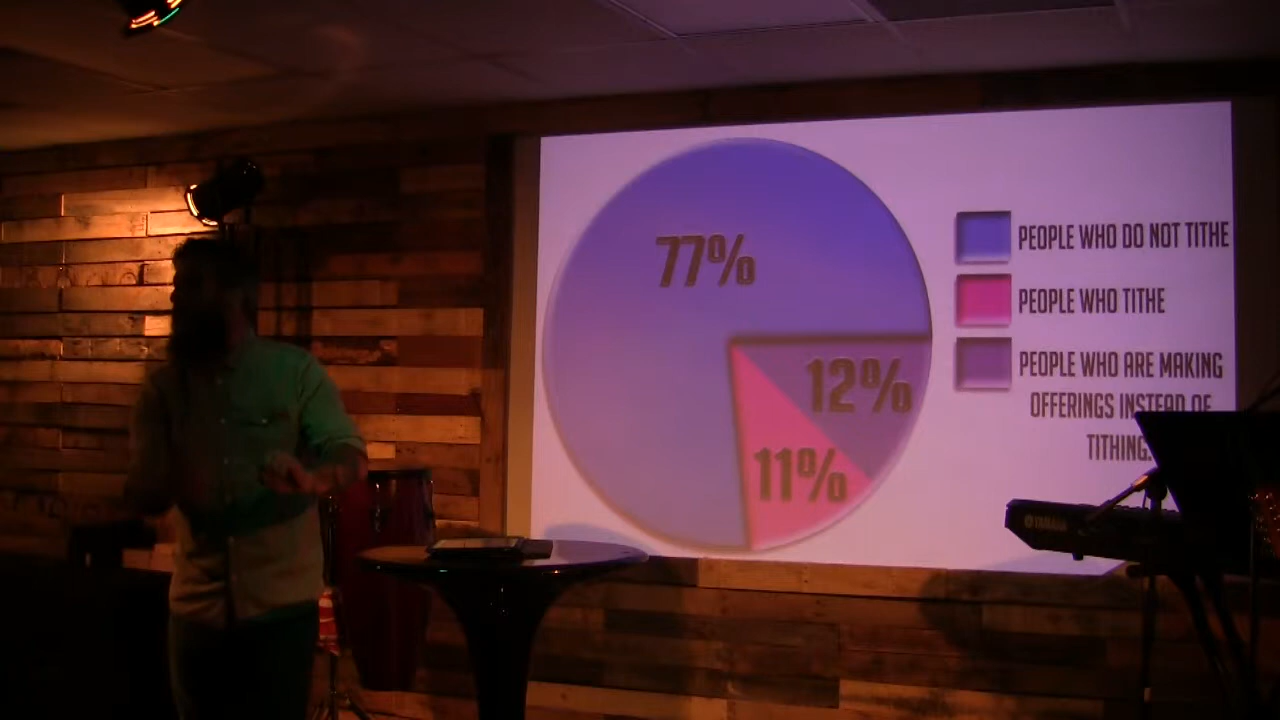 77%
12%
11%
PEOPLE WHO DO NOT TITHE
PEOPLE WHO TITHE
PEOPLE WHO ARE MAKING
OFFERINGS INSTEAD OF
TITHING.
YAMAHA